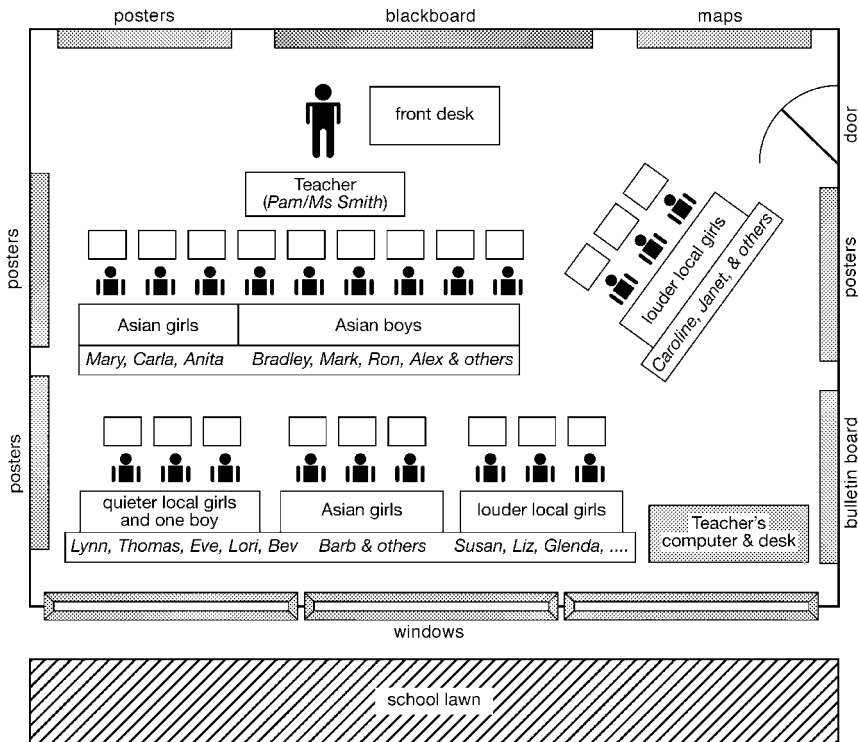 posters
blackboard
maps
door
front desk
Teacher
(Pam/Ms Smith)
posters
louder local girls
Caroline, Janet, & others
posters
Asian girls
Asian boys
Mary, Carla, Anita
Bradley, Mark, Ron, Alex & others
posters
bulletin board
quieter local girls
and one boy
Asian girls
louder local girls
Lynn, Thomas, Eve, Lori, Bev
Barb & others
Susan, Liz, Glenda, ....
Teacher's
computer & desk
windows
school lawn